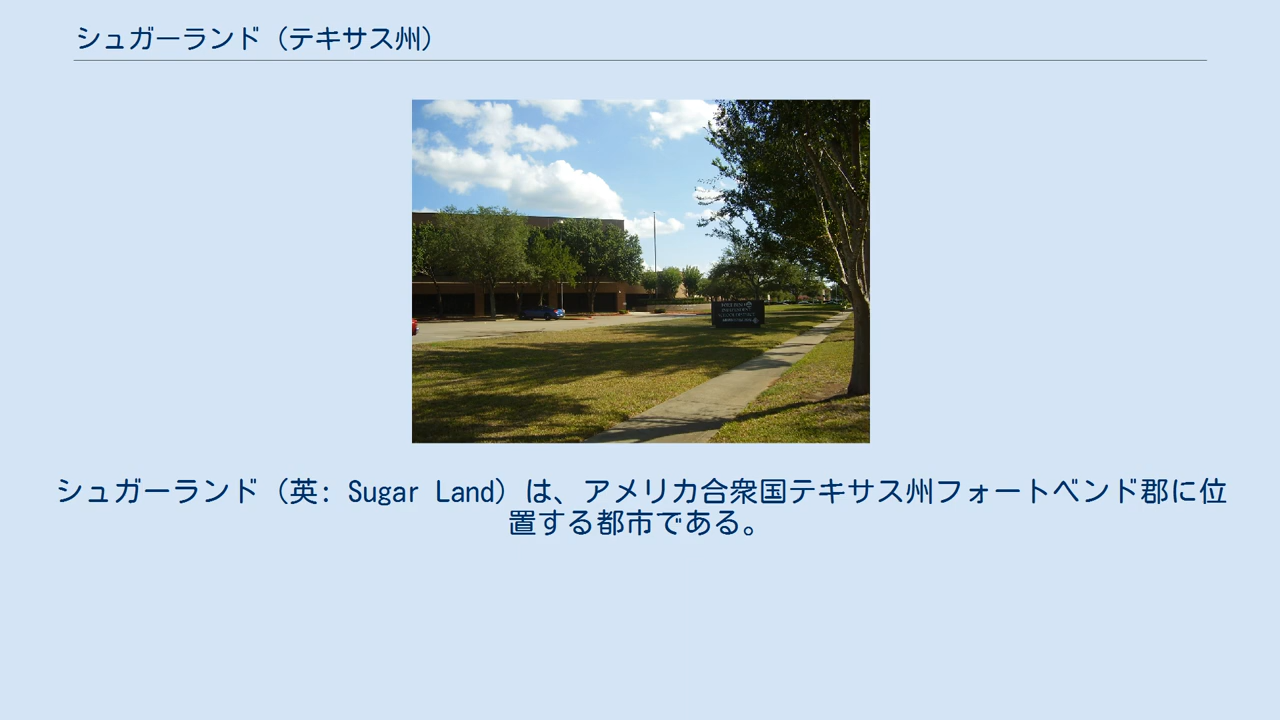 シュガーランド（テキサス州）
シュガーランド（英: Sugar Land）は、アメリカ合衆国テキサス州フォートベンド郡に位
置する都市である。